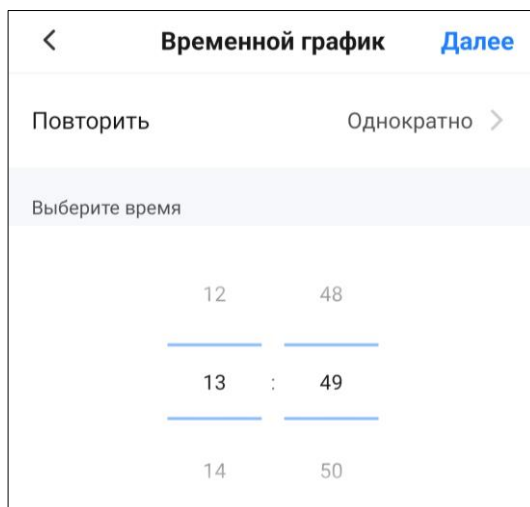 Временной график Далее
Повторить Однократно
Выберите время
12 48
13 : 49
14 50